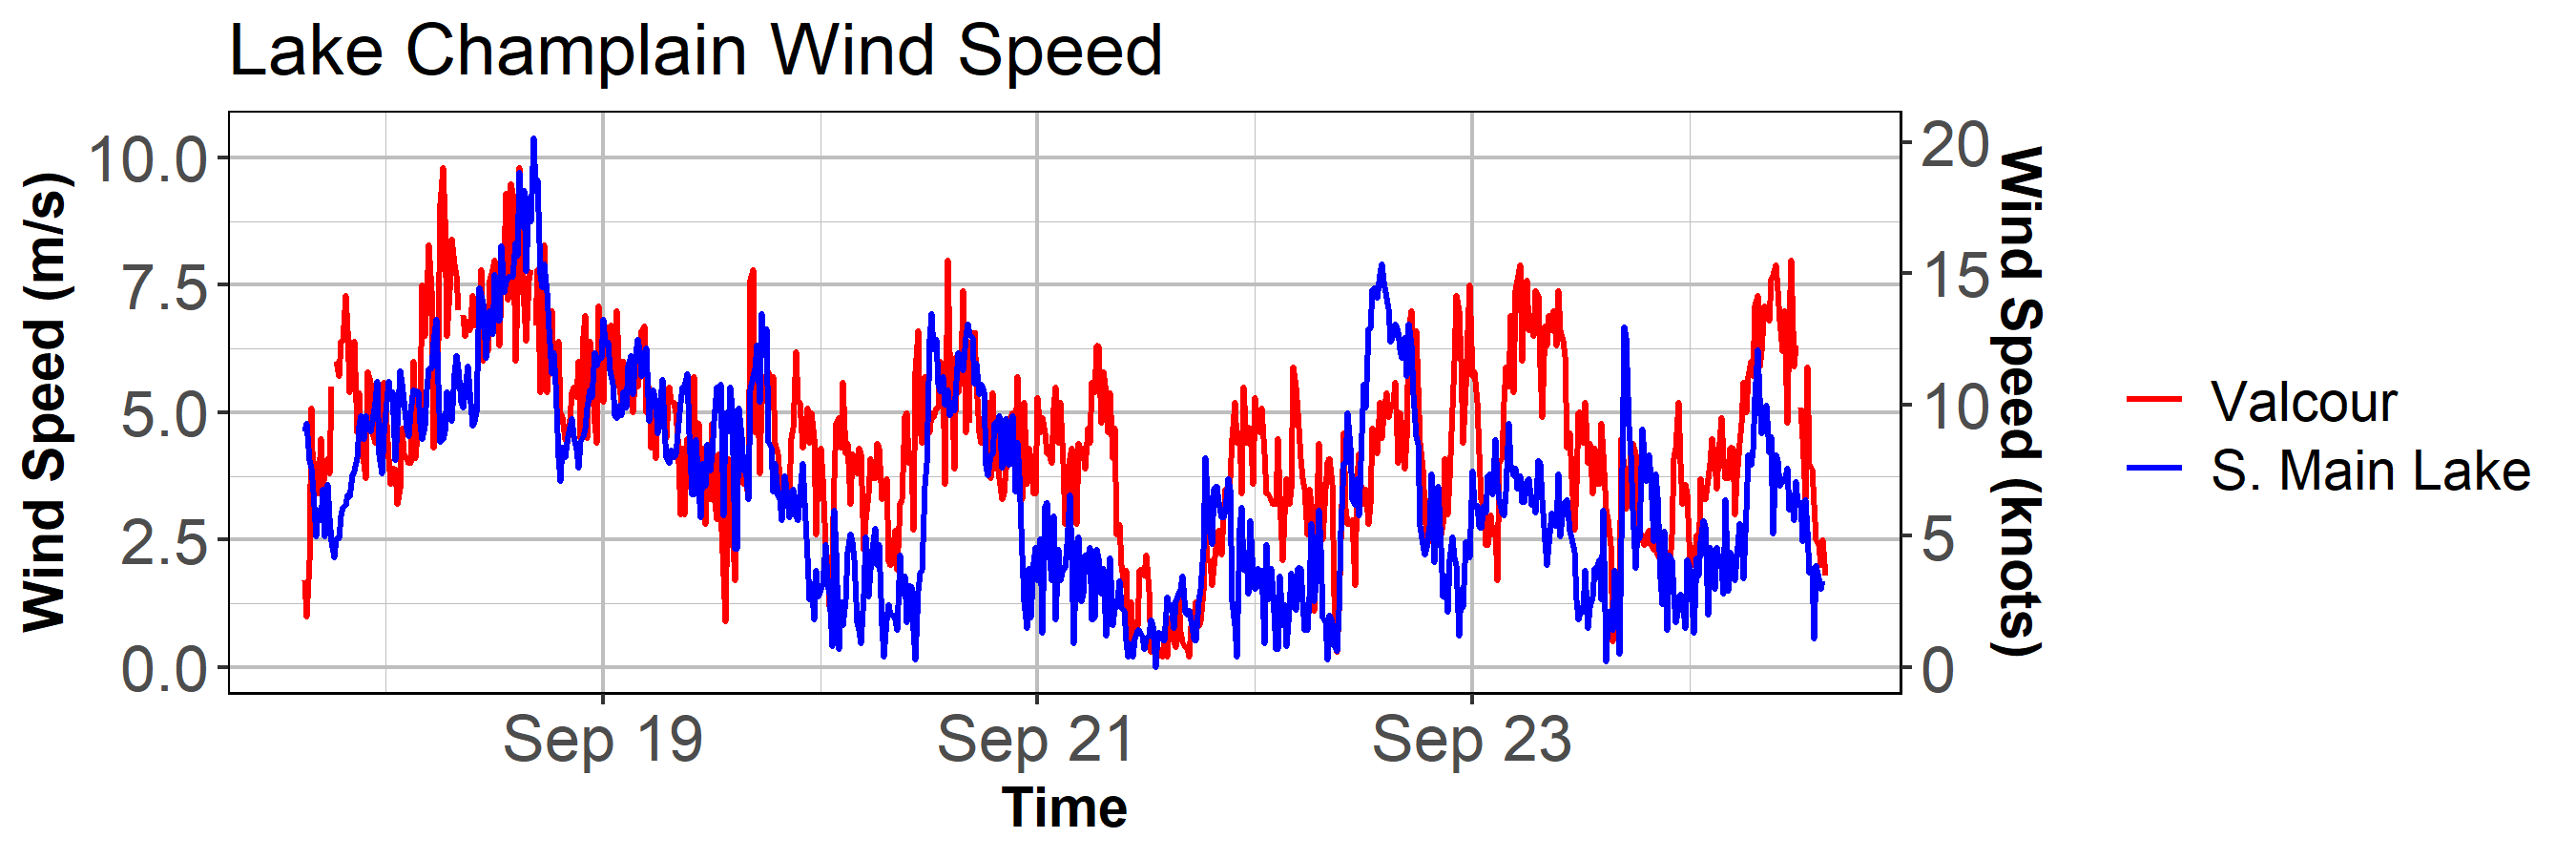 Lake Champlain Wind Speed
Wind Speed (m/s)
10.0
7.5
5.0
2.5
0.0
20
15
10
5
0
Wind Speed (knots)
Sep 19
Sep 21
Sep 23
Time
Valcour
S. Main Lake